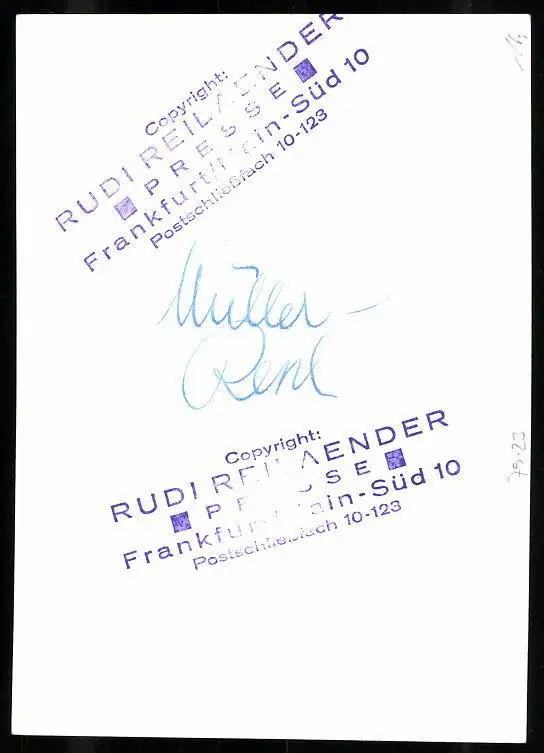 Copyright:
RUDI REILAENDER
PRESSE
Frankfurt/Main-Süd 10
Postschließfach 10-123
Müller-
Copyright:
RUDI REILAENDER
PRESSE
Frankfurt/Main-Süd 10
Postschließfach 10-123